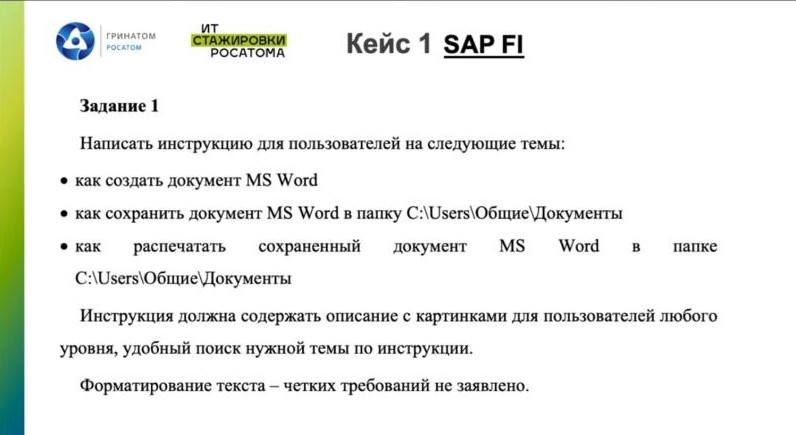 ГРИНАТОМ
РОСАТОМ
ИТ
СТАЖИРОВКИ
РОСАТОМА
Кейс 1 SAP FI
Задание 1
Написать инструкцию для пользователей на следующие темы:
• как создать документ MS Word
• как сохранить документ MS Word в папку C:\Users\Общие\Документы
• как распечатать сохраненный документ MS Word в папке
C:\Users\Общие\Документы
Инструкция должна содержать описание с картинками для пользователей любого
уровня, удобный поиск нужной темы по инструкции.
Форматирование текста – четких требований не заявлено.